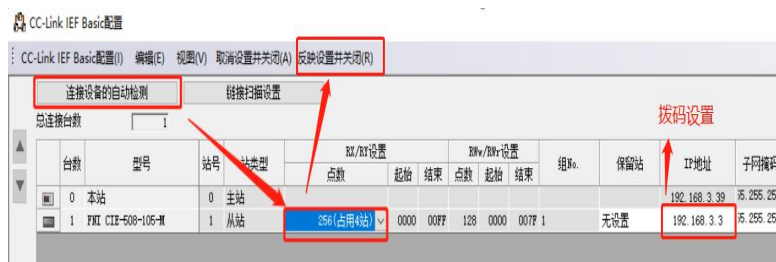 CC-Link IEF Basic配置
CC-Link IEF Basic配置(I) 编辑(E) 视图(V) 取消设置并关闭(A) 反映设置并关闭(R)
连接设备的自动检测 链接扫描设置
总连接台数 1
拨码设置
台数 型号 站号 站类型 RX/RY设置 RWw/RWr设置 组No. 保留站 IP地址 子网掩码
点数 起始 结束 点数 起始 结束
0 本站 0 主站 192.168.3.39 255.255.25
1 FNI CIE-508-105-M 1 从站 256(占用4站) 0000 00FF 128 0000 007F 1 无设置 192.168.3.3 255.255.25